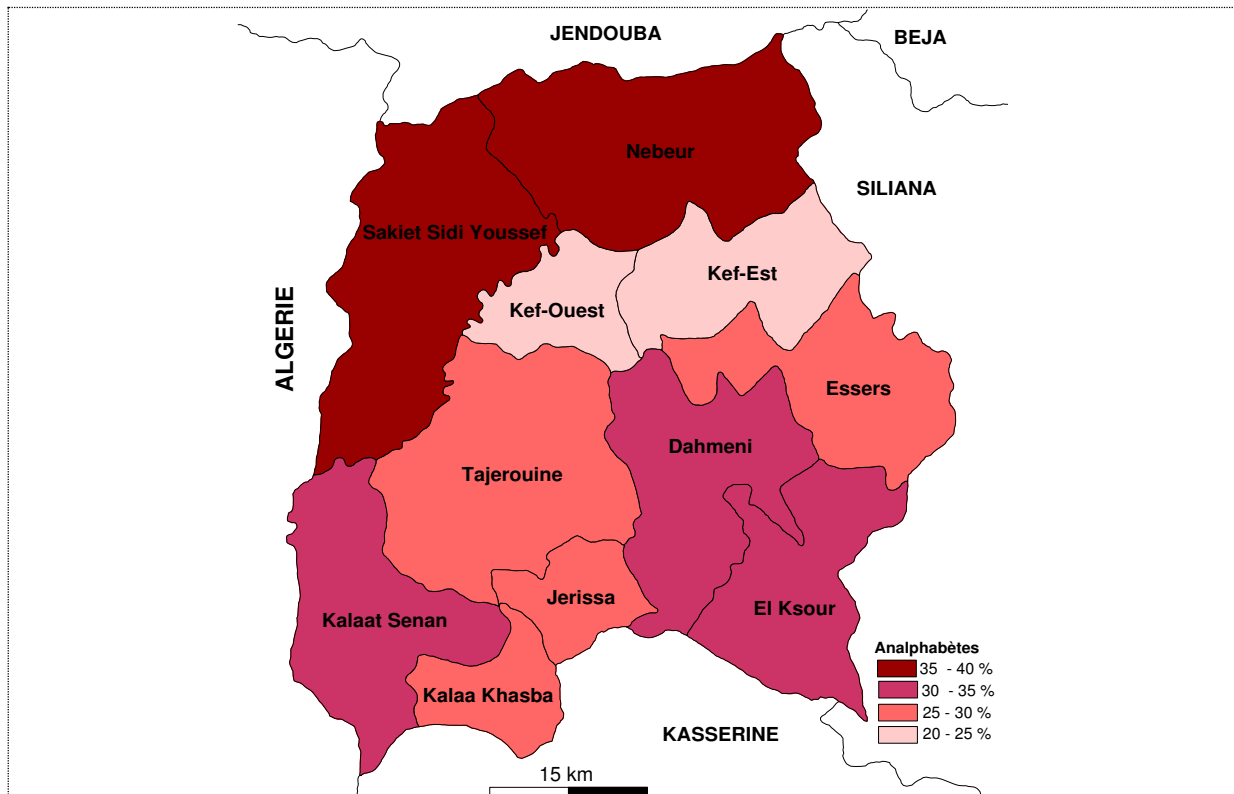 JENDOUBA
BEJA
Nebeur
SILIANA
Sakiet Sidi Youssef
Kef-Est
Kef-Ouest
ALGERIE
Essers
Dahmeni
Tajerouine
Jerissa
El Ksour
Kalaat Senan
Kalaa Khasba
KASSERINE
Analphabètes
35 - 40 %
30 - 35 %
25 - 30 %
20 - 25 %
15 km